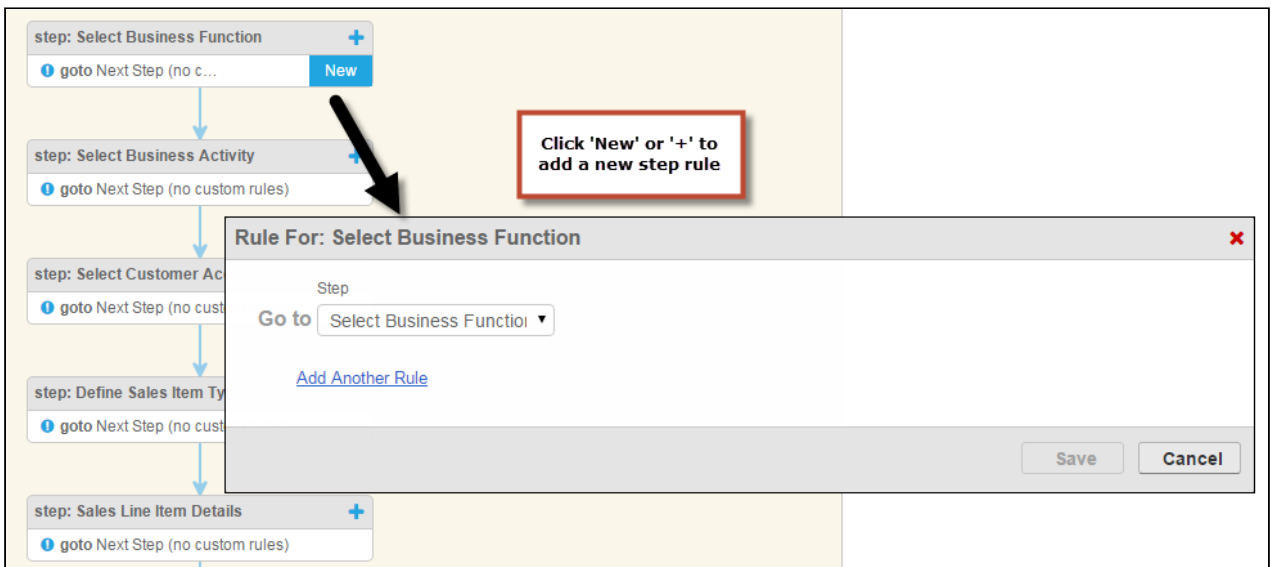 step: Select Business Function +
goto Next Step (no c... New
Click 'New' or '+' to
add a new step rule
step: Select Business Activity +
goto Next Step (no custom rules)
Rule For: Select Business Function
step: Select Customer Acc
Step
goto Next Step (no cust
Go to Select Business Function
Add Another Rule
step: Define Sales Item Ty
goto Next Step (no cust
Save Cancel
step: Sales Line Item Details +
goto Next Step (no custom rules)